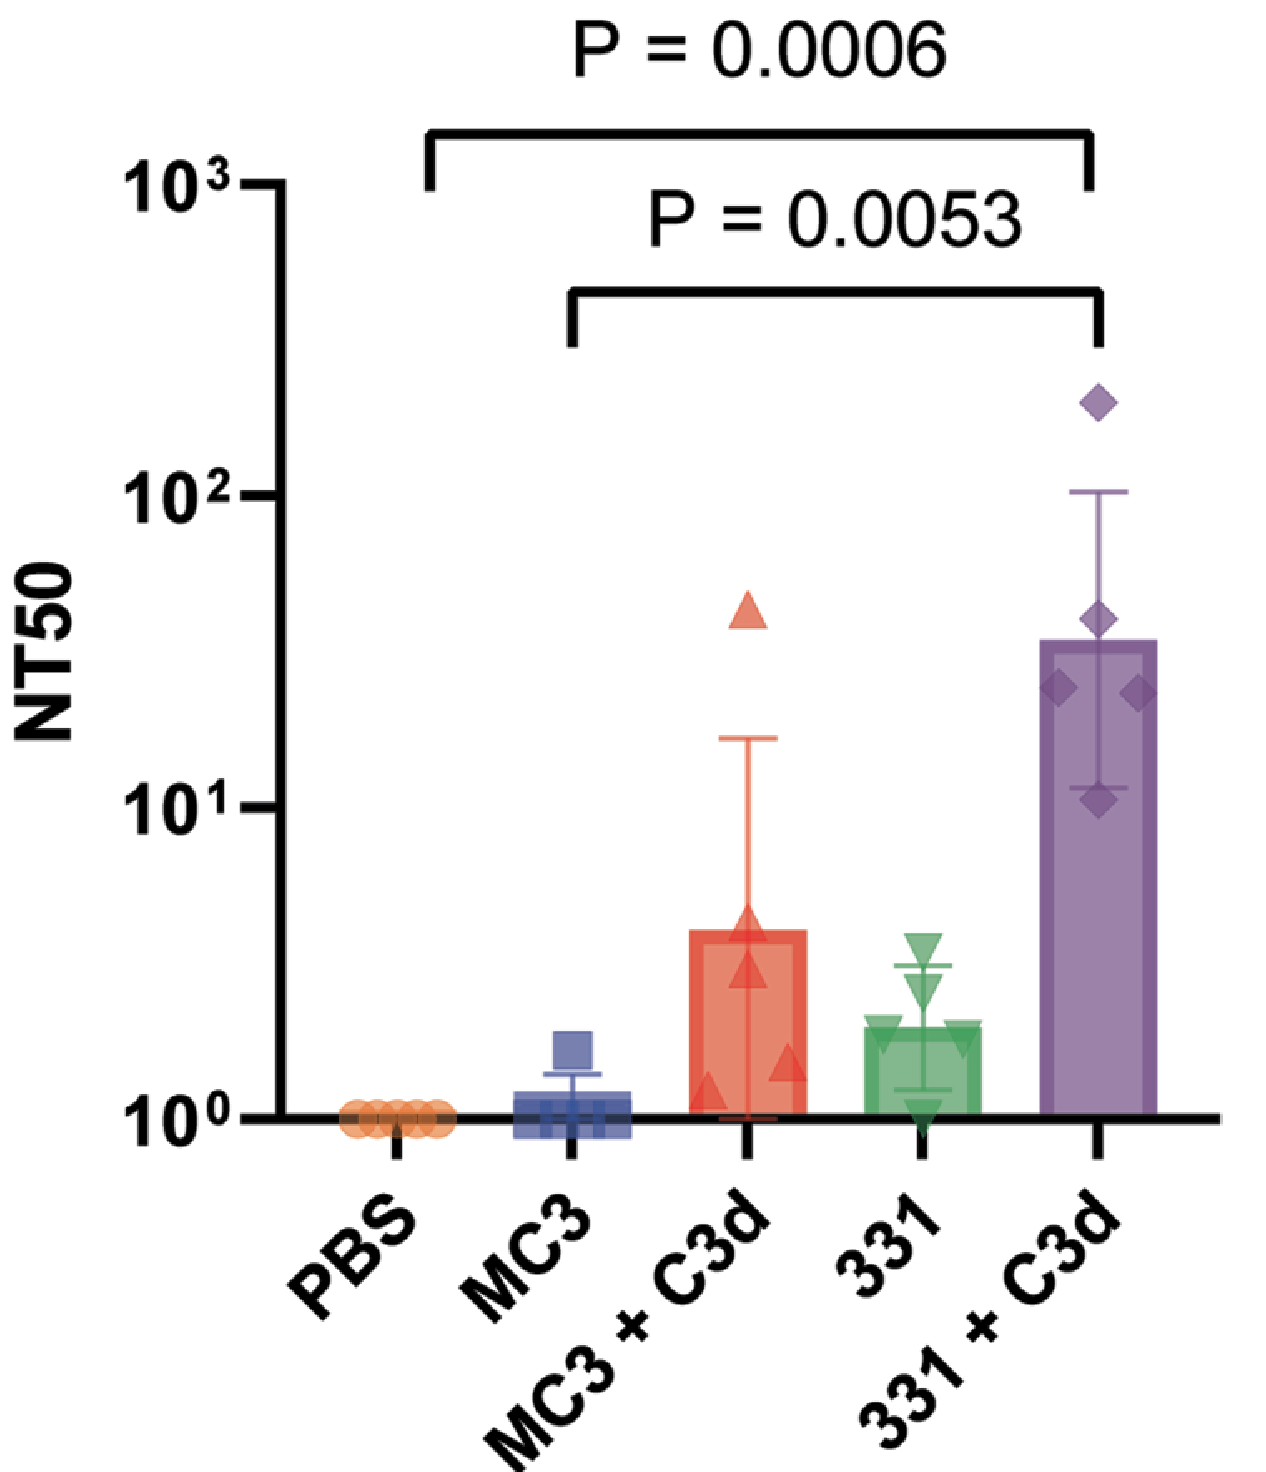 P = 0.0006
10³
P = 0.0053
10²
NT50
10¹
10⁰
PBS
MC3
MC3 + C3d
331
331 + C3d